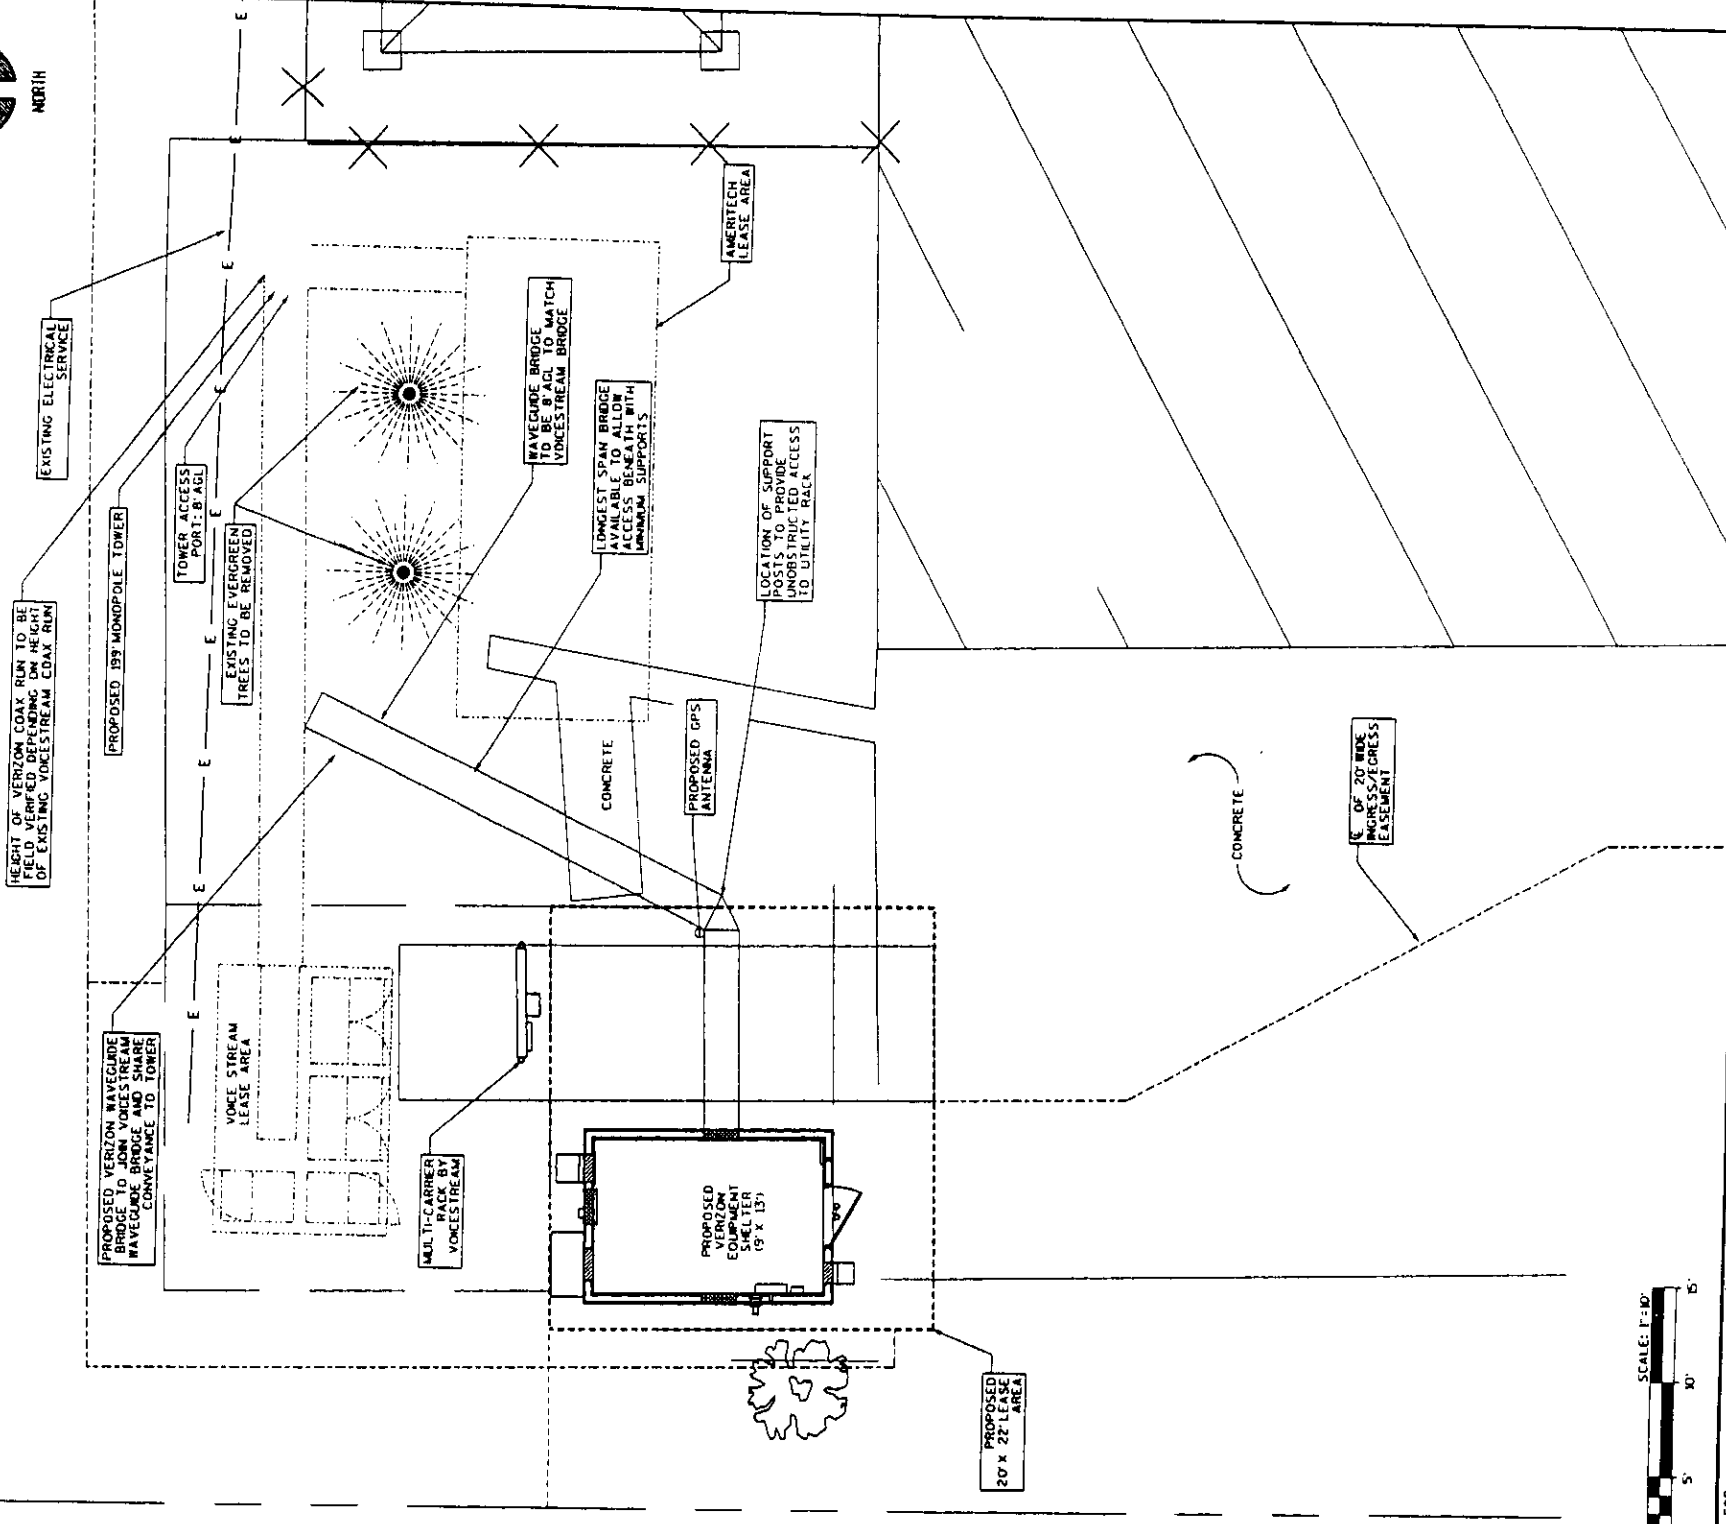 NORTH
EXISTING ELECTRICAL
SERVICE
HEIGHT OF VERIZON COAX RUN TO BE
FIELD VERIFIED DEPENDING ON HEIGHT
OF EXISTING VOICESTREAM COAX RUN
PROPOSED 199' MONOPOLE TOWER
TOWER ACCESS
PORT: 8' AGL
EXISTING EVERGREEN
TREES TO BE REMOVED
WAVEGUIDE BRIDGE
TO BE 8' AGL TO MATCH
VOICESTREAM BRIDGE
LONGEST SPAN BRIDGE
AVAILABLE TO ALLOW
ACCESS BENEATH WITH
MINIMUM SUPPORTS
AMERITECH
LEASE AREA
LOCATION OF SUPPORT
POSTS TO PROVIDE
UNOBSTRUCTED ACCESS
TO UTILITY RACK
PROPOSED GPS
ANTENNA
CONCRETE
CONCRETE
℄ OF 20' WIDE
INGRESS/EGRESS
EASEMENT
PROPOSED VERIZON WAVEGUIDE
BRIDGE TO JOIN VOICESTREAM
WAVEGUIDE BRIDGE AND SHARE
CONVEYANCE TO TOWER
VOICE STREAM
LEASE AREA
MULTI-CARRIER
RACK BY
VOICESTREAM
PROPOSED
VERIZON
EQUIPMENT
SHELTER
(9' X 13')
PROPOSED
20' X 22' LEASE
AREA
SCALE: 1"=10'
5'
10'
15'
E
E
E
E
E
E
E
E
E